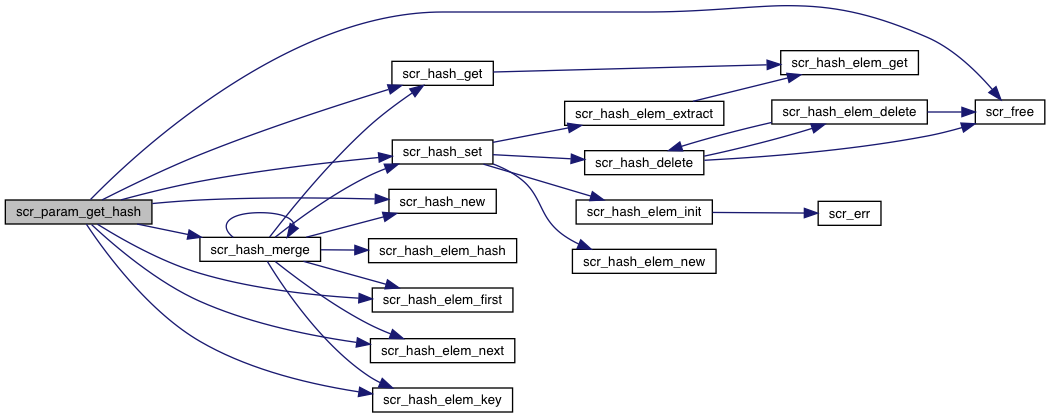 scr_param_get_hash
scr_hash_merge
scr_hash_get
scr_hash_set
scr_hash_new
scr_hash_elem_hash
scr_hash_elem_first
scr_hash_elem_next
scr_hash_elem_key
scr_hash_elem_extract
scr_hash_delete
scr_hash_elem_init
scr_hash_elem_new
scr_hash_elem_get
scr_hash_elem_delete
scr_err
scr_free